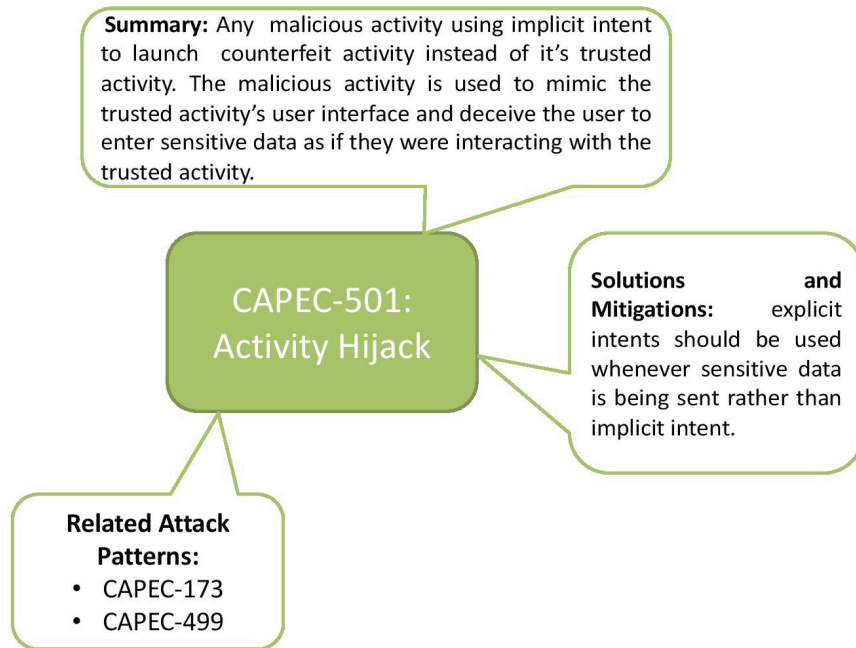 Summary: Any malicious activity using implicit intent
to launch counterfeit activity instead of it's trusted
activity. The malicious activity is used to mimic the
trusted activity's user interface and deceive the user to
enter sensitive data as if they were interacting with the
trusted activity.
CAPEC-501:
Activity Hijack
Solutions and
Mitigations: explicit
intents should be used
whenever sensitive data
is being sent rather than
implicit intent.
Related Attack
Patterns:
• CAPEC-173
• CAPEC-499